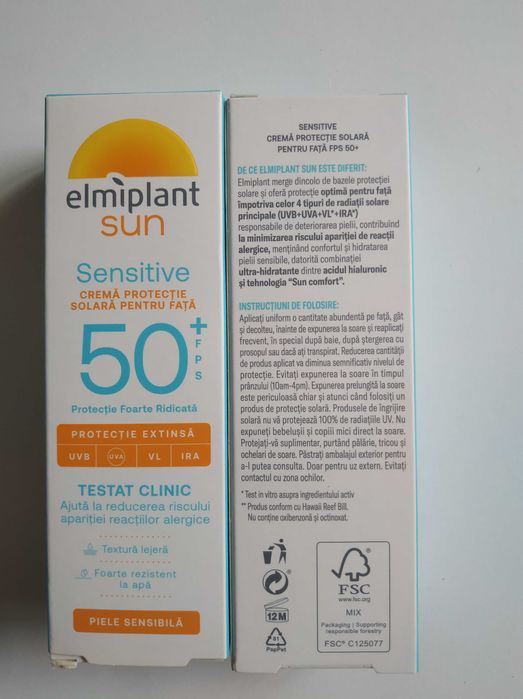 elmiplant
sun
Sensitive
CREMĂ PROTECȚIE
SOLARĂ PENTRU FAȚĂ
50+
FPS
Protecție Foarte Ridicată
PROTECȚIE EXTINSĂ
UVB UVA VL IRA
TESTAT CLINIC
Ajută la reducerea riscului
apariției reacțiilor alergice
Textură lejeră
Foarte rezistent
la apă
PIELE SENSIBILĂ
SENSITIVE
CREMĂ PROTECȚIE SOLARĂ
PENTRU FAȚĂ FPS 50+
DE CE ELMIPLANT SUN ESTE DIFERIT:
Elmiplant merge dincolo de bazele protecției
solare și oferă protecție optimă pentru față
împotriva celor 4 tipuri de radiații solare
principale (UVB+UVA+VL*+IRA*)
responsabile de deteriorarea pielii, contribuind
la minimizarea riscului apariției de reacții
alergice, menținând confortul și hidratarea
pielii sensibile, datorită combinației
ultra-hidratante dintre acidul hialuronic
și tehnologia “Sun comfort”.
INSTRUCȚIUNI DE FOLOSIRE:
Aplicați uniform o cantitate abundentă pe față, gât
și decolteu, înainte de expunerea la soare și reaplicați
frecvent, în special după baie, după ștergerea cu
prosopul sau dacă ați transpirat. Reducerea cantității
de produs aplicat va diminua semnificativ nivelul de
protecție. Evitați expunerea la soare în timpul
prânzului (10am-4pm). Expunerea prelungită la soare
este periculoasă chiar și atunci când folosiți un
produs de protecție solară. Produsele de îngrijire
solară nu vă protejează 100% de radiațiile UV. Nu
expuneți bebelușii și copiii mici direct la soare.
Protejați-vă suplimentar, purtând pălărie, tricou și
ochelari de soare. Păstrați ambalajul exterior pentru
a-l putea consulta. Doar pentru uz extern. Evitați
contactul cu zona ochilor.
* Test in vitro asupra ingredientului activ
** Produs conform cu Hawaii Reef Bill.
Nu conține oxibenzonă și octinoxat.
12M
81
PapPet
FSC
www.fsc.org
MIX
Packaging | Supporting
responsible forestry
FSC® C125077